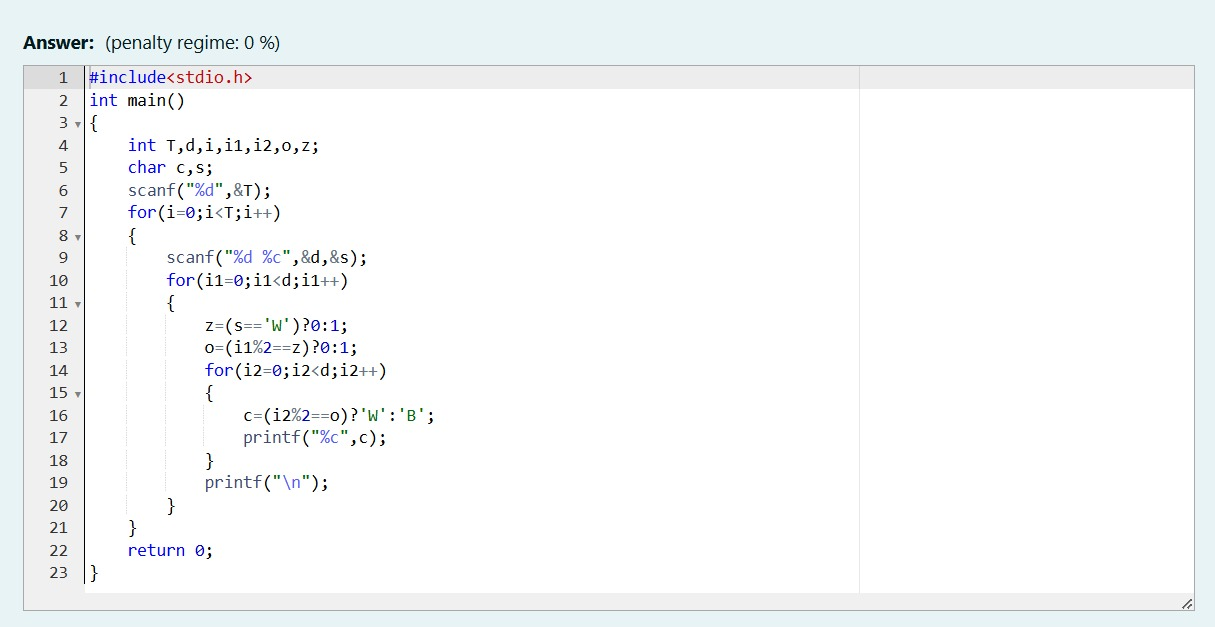 Answer: (penalty regime: 0 %)
1 #include<stdio.h>
2 int main()
3 {
4     int T,d,i,i1,i2,o,z;
5     char c,s;
6     scanf("%d",&T);
7     for(i=0;i<T;i++)
8     {
9         scanf("%d %c",&d,&s);
10         for(i1=0;i1<d;i1++)
11         {
12             z=(s=='W')?0:1;
13             o=(i1%2==z)?0:1;
14             for(i2=0;i2<d;i2++)
15             {
16                 c=(i2%2==o)?'W':'B';
17                 printf("%c",c);
18             }
19             printf("\n");
20         }
21     }
22     return 0;
23 }